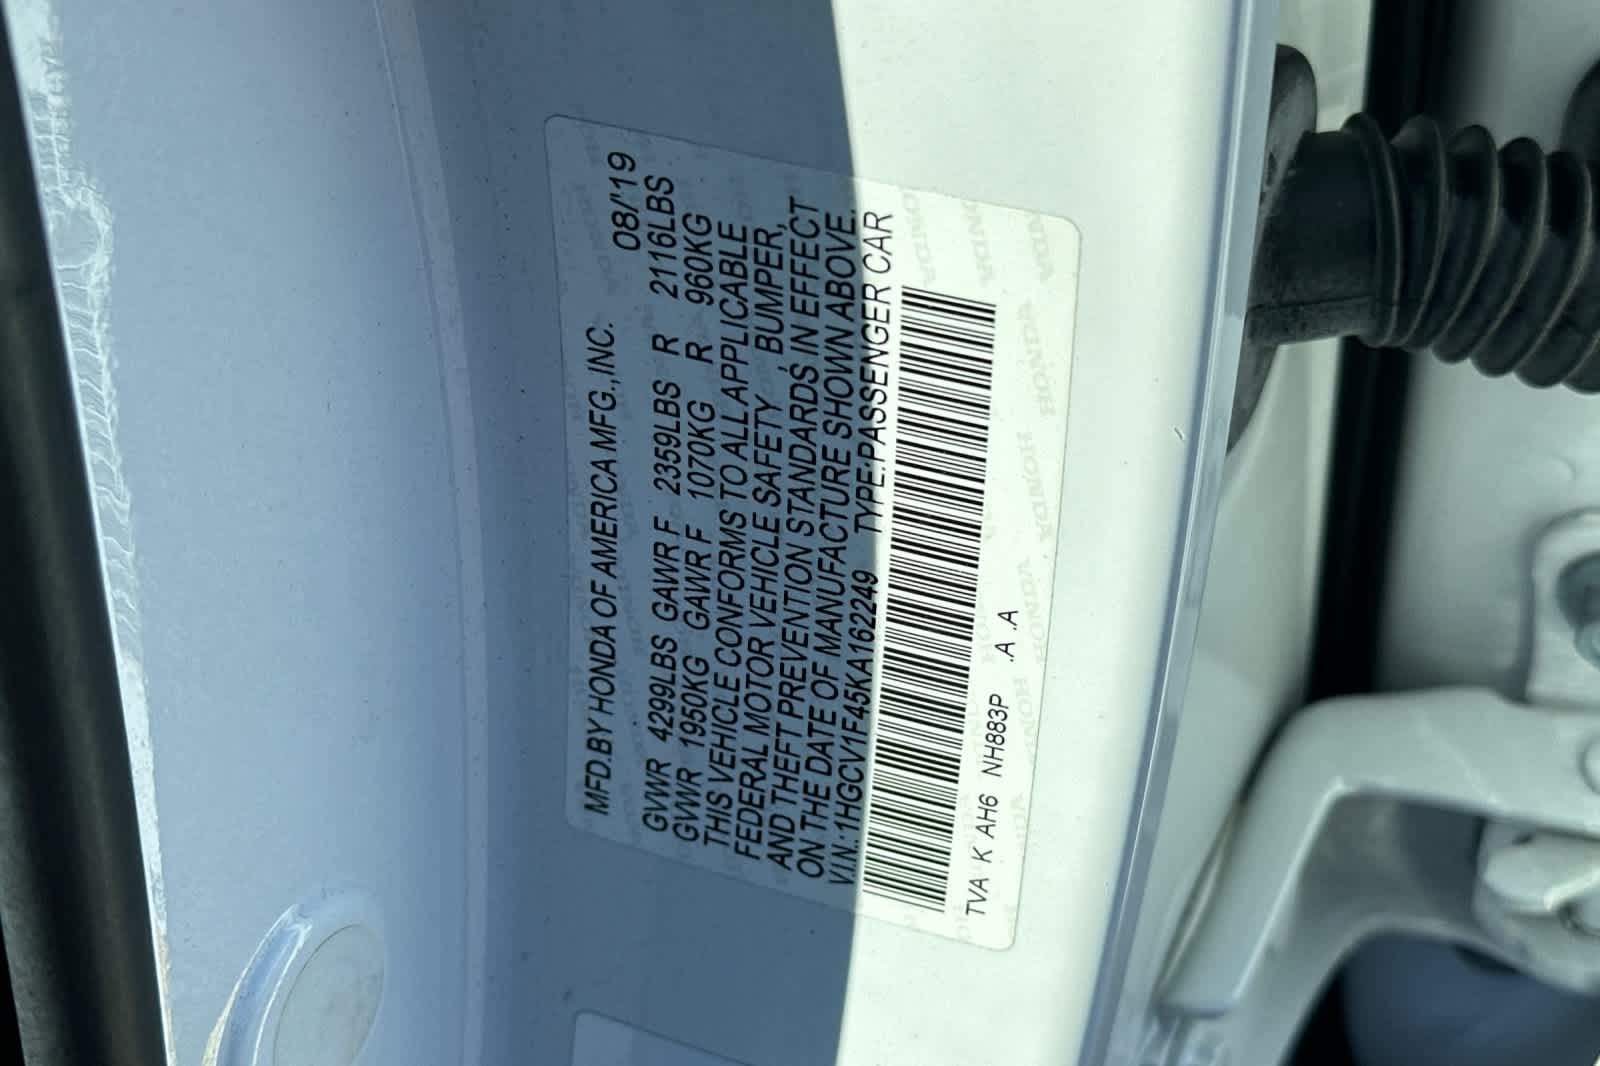 MFD.BY HONDA OF AMERICA MFG.,INC. 08/'19
GVWR 4299LBS GAWR F 2359LBS R 2116LBS
GVWR 1950KG GAWR F 1070KG R 960KG
THIS VEHICLE CONFORMS TO ALL APPLICABLE
FEDERAL MOTOR VEHICLE SAFETY , BUMPER,
AND THEFT PREVENTION STANDARDS, IN EFFECT
ON THE DATE OF MANUFACTURE SHOWN ABOVE.
V.I.N.:1HGCV1F45KA162249 TYPE:PASSENGER CAR
TVA K AH6 NH883P .A .A